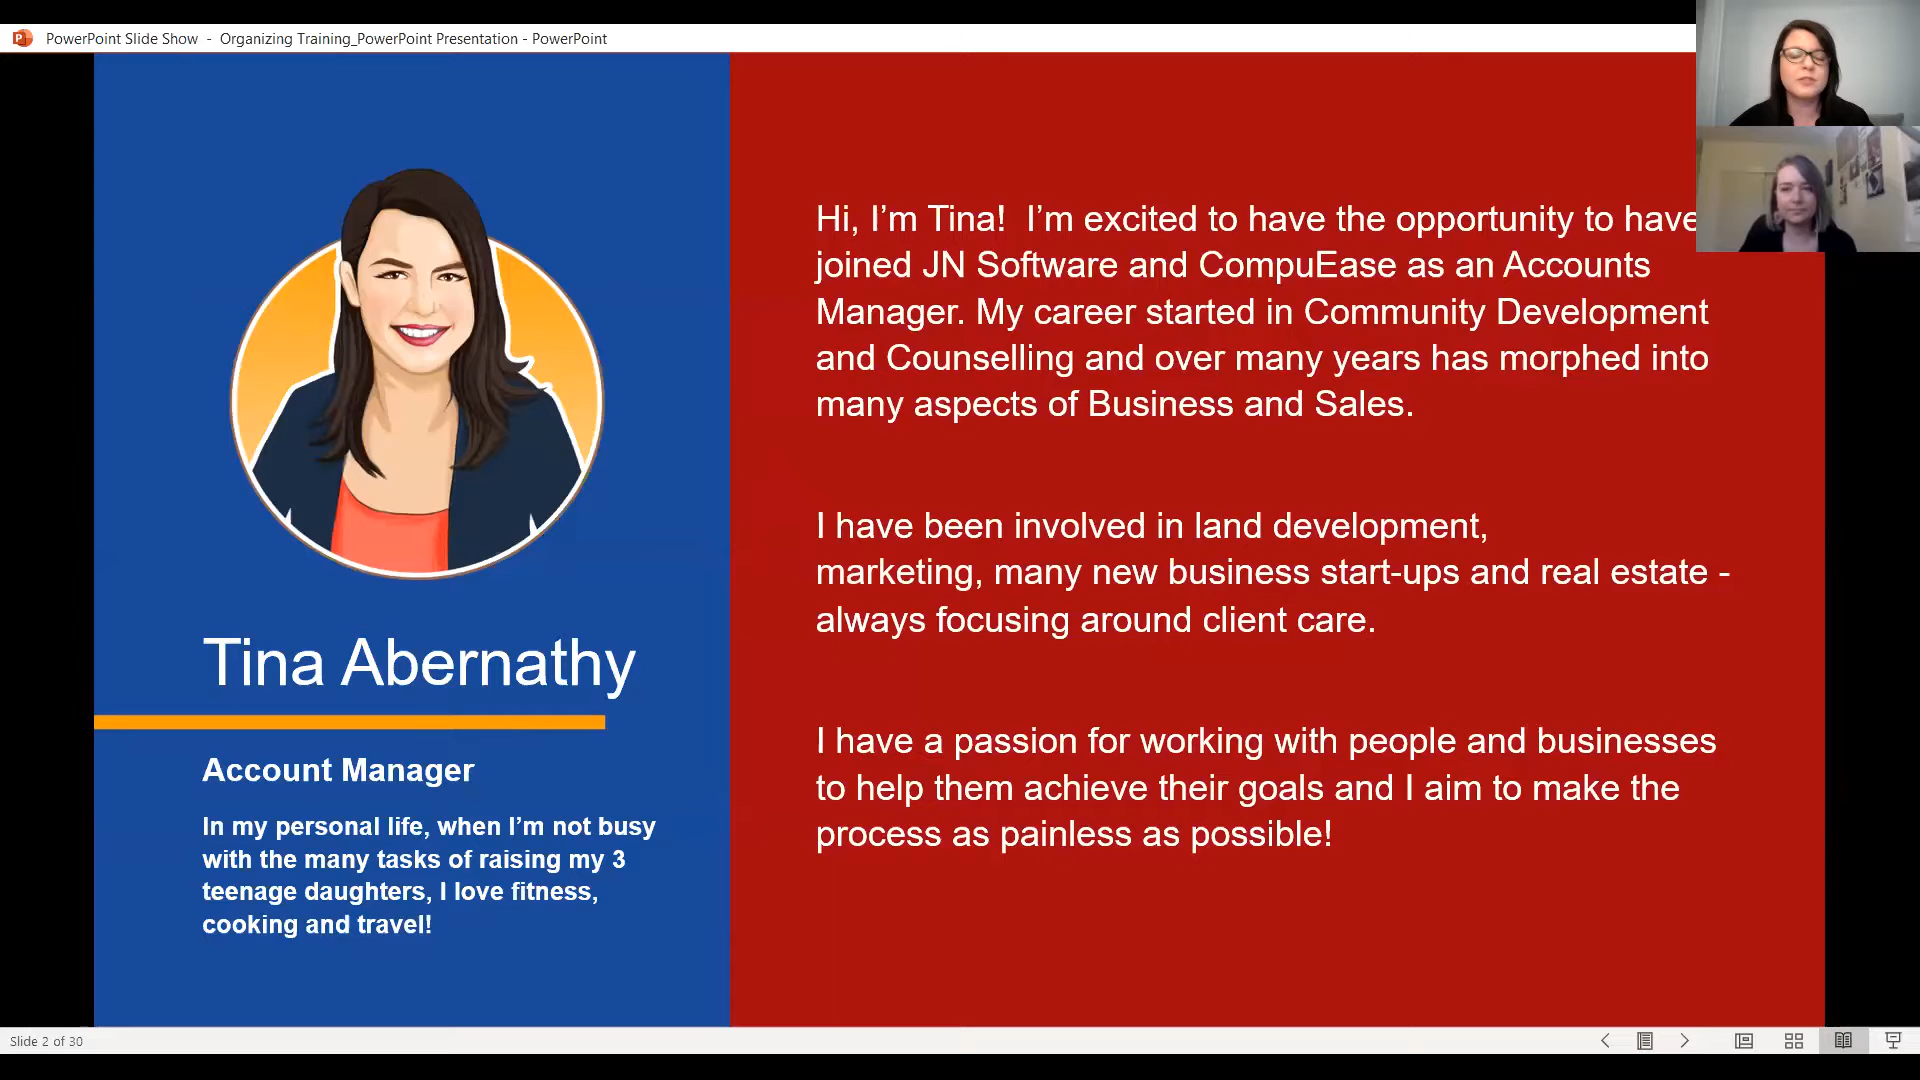 PowerPoint Slide Show - Organizing Training_PowerPoint Presentation - PowerPoint
Hi, I’m Tina!  I’m excited to have the opportunity to have
joined JN Software and CompuEase as an Accounts
Manager. My career started in Community Development
and Counselling and over many years has morphed into
many aspects of Business and Sales.
I have been involved in land development,
marketing, many new business start-ups and real estate -
always focusing around client care.
I have a passion for working with people and businesses
to help them achieve their goals and I aim to make the
process as painless as possible!
Tina Abernathy
Account Manager
In my personal life, when I’m not busy
with the many tasks of raising my 3
teenage daughters, I love fitness,
cooking and travel!
Slide 2 of 30